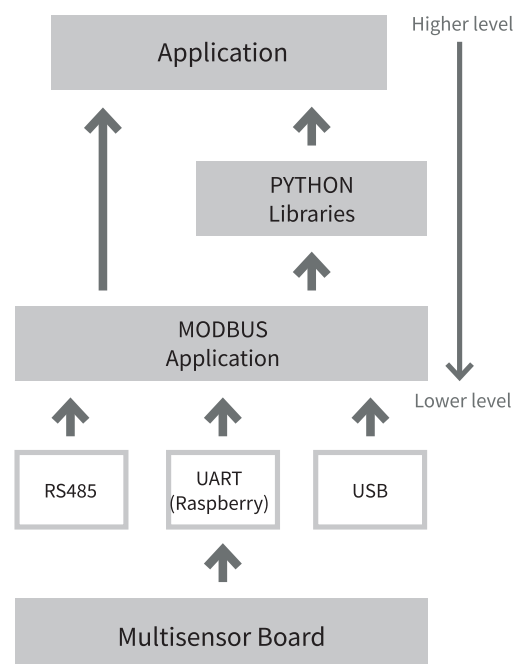 Higher level
Application
PYTHON
Libraries
MODBUS
Application
Lower level
RS485
UART
(Raspberry)
USB
Multisensor Board